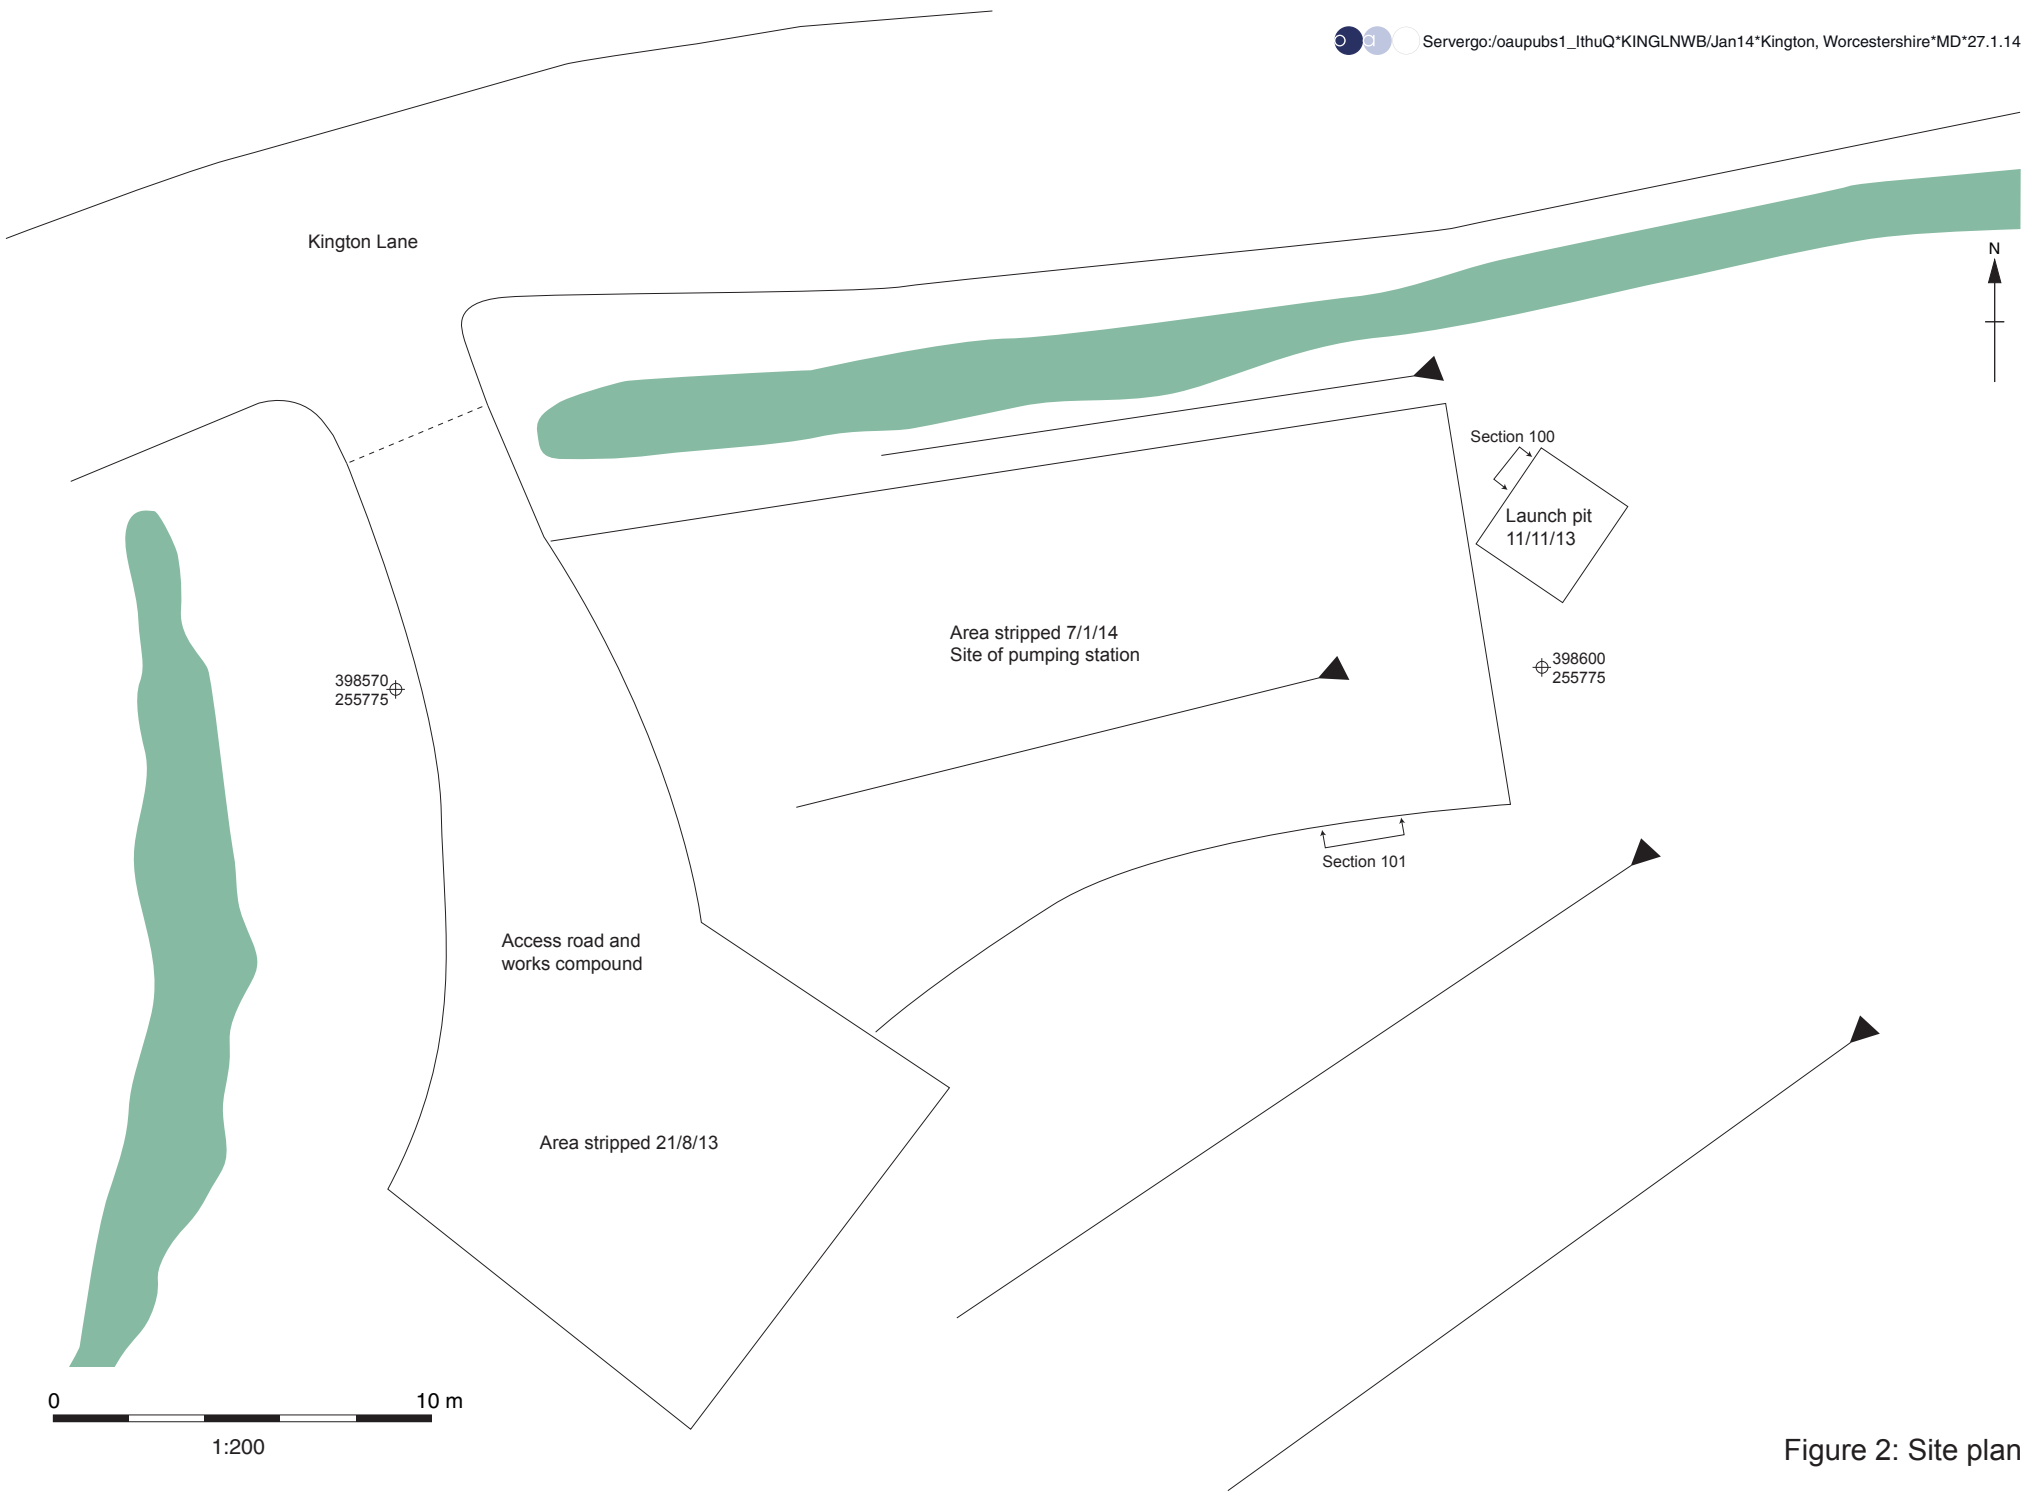 oa Servergo:/oaupubs1_IthuQ*KINGLNWB/Jan14*Kington, Worcestershire*MD*27.1.14
Kington Lane
N
Section 100
Launch pit
11/11/13
Area stripped 7/1/14
Site of pumping station
398570
255775
398600
255775
Section 101
Access road and
works compound
Area stripped 21/8/13
0 10 m
1:200
Figure 2: Site plan